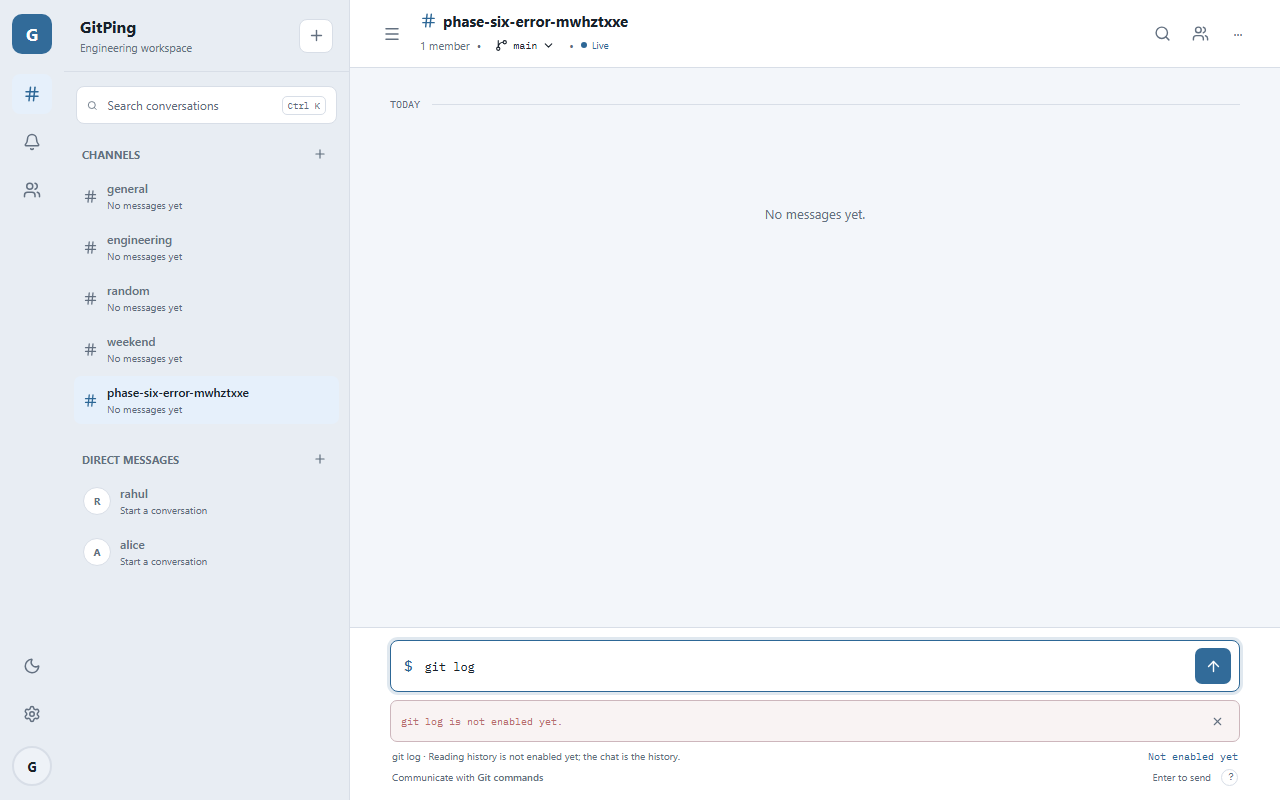 G
GitPing
Engineering workspace
Search conversations
Ctrl K
CHANNELS
general
No messages yet
engineering
No messages yet
random
No messages yet
weekend
No messages yet
phase-six-error-mwhztxxe
No messages yet
DIRECT MESSAGES
R
rahul
Start a conversation
A
alice
Start a conversation
G
# phase-six-error-mwhztxxe
1 member • main • Live
TODAY
No messages yet.
$ git log
git log is not enabled yet.
git log · Reading history is not enabled yet; the chat is the history.
Not enabled yet
Communicate with Git commands
Enter to send ?